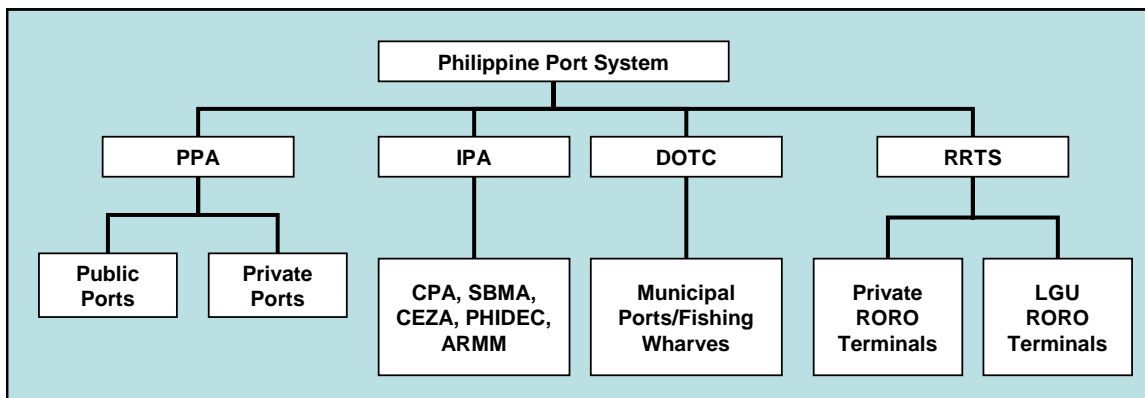 Philippine Port System
PPA
IPA
DOTC
RRTS
Public
Ports
Private
Ports
CPA, SBMA,
CEZA, PHIDEC,
ARMM
Municipal
Ports/Fishing
Wharves
Private
RORO
Terminals
LGU
RORO
Terminals